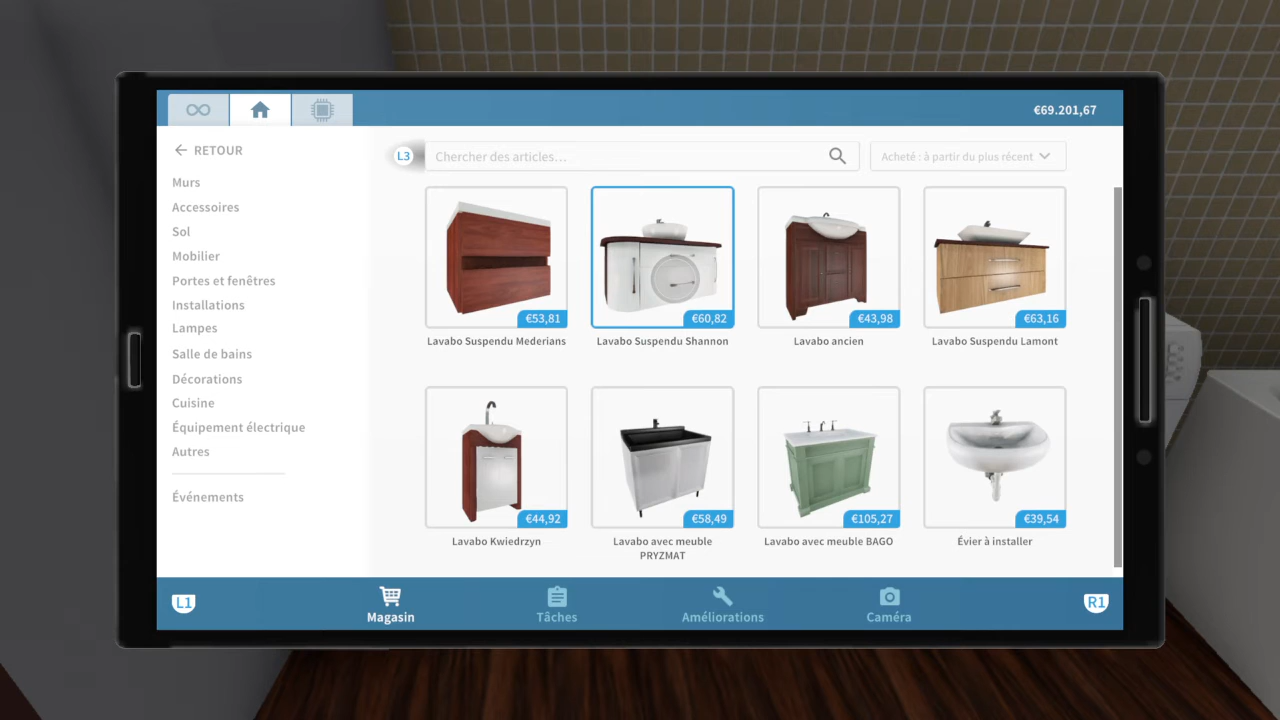 €69.201,67
RETOUR
L3
Chercher des articles...
Acheté : à partir du plus récent
Murs
Accessoires
Sol
Mobilier
Portes et fenêtres
Installations
Lampes
Salle de bains
Décorations
Cuisine
Équipement électrique
Autres
Événements
€53,81
€60,82
€43,98
€63,16
Lavabo Suspendu Mederians
Lavabo Suspendu Shannon
Lavabo ancien
Lavabo Suspendu Lamont
€44,92
€58,49
€105,27
€39,54
Lavabo Kwiedrzyn
Lavabo avec meuble
PRYZMAT
Lavabo avec meuble BAGO
Évier à installer
L1
Magasin
Tâches
Améliorations
Caméra
R1